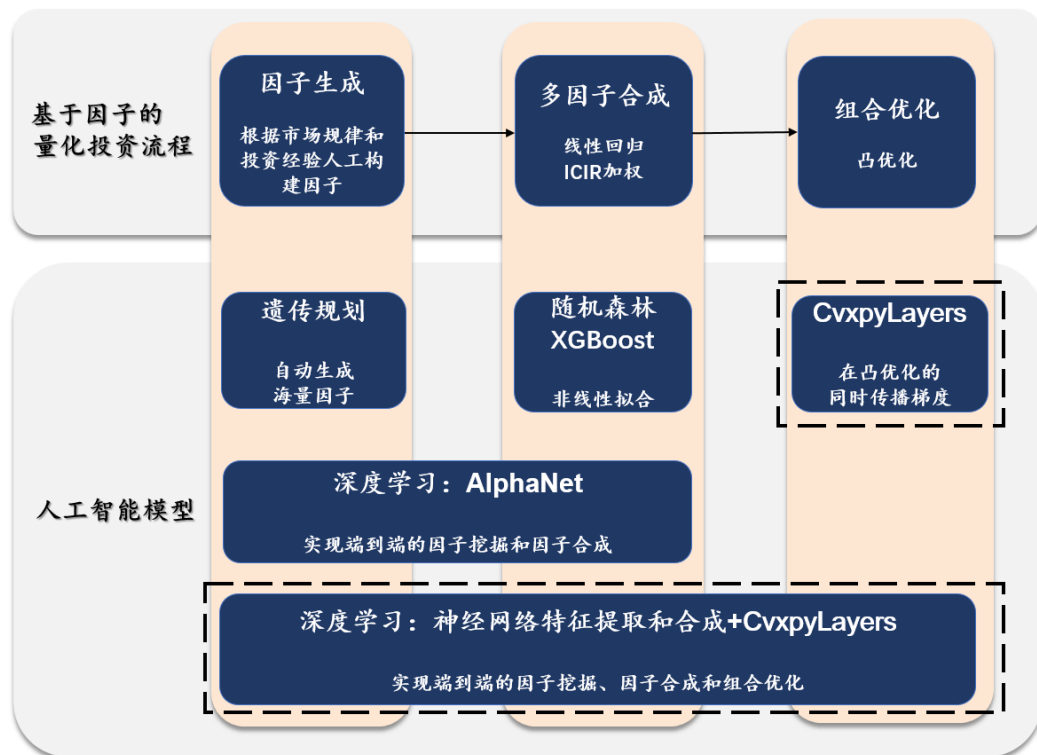 基于因子的
量化投资流程
因子生成
根据市场规律和
投资经验人工构
建因子
多因子合成
线性回归
ICIR加权
组合优化
凸优化
人工智能模型
遗传规划
自动生成
海量因子
随机森林
XGBoost
非线性拟合
CvxpyLayers
在凸优化的
同时传播梯度
深度学习：AlphaNet
实现端到端的因子挖掘和因子合成
深度学习：神经网络特征提取和合成+CvxpyLayers
实现端到端的因子挖掘、因子合成和组合优化